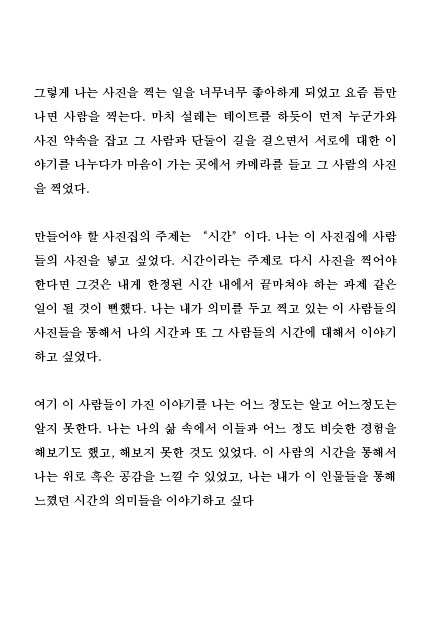 그렇게 나는 사진을 찍는 일을 너무너무 좋아하게 되었고 요즘 틈만
나면 사람을 찍는다. 마치 설레는 데이트를 하듯이 먼저 누군가와
사진 약속을 잡고 그 사람과 단둘이 길을 걸으면서 서로에 대한 이
야기를 나누다가 마음이 가는 곳에서 카메라를 들고 그 사람의 사진
을 찍었다.
만들어야 할 사진집의 주제는 “시간” 이다. 나는 이 사진집에 사람
들의 사진을 넣고 싶었다. 시간이라는 주제로 다시 사진을 찍어야
한다면 그것은 내게 한정된 시간 내에서 끝마쳐야 하는 과제 같은
일이 될 것이 뻔했다. 나는 내가 의미를 두고 찍고 있는 이 사람들의
사진들을 통해서 나의 시간과 또 그 사람들의 시간에 대해서 이야기
하고 싶었다.
여기 이 사람들이 가진 이야기를 나는 어느 정도는 알고 어느정도는
알지 못한다. 나는 나의 삶 속에서 이들과 어느 정도 비슷한 경험을
해보기도 했고, 해보지 못한 것도 있었다. 이 사람의 시간을 통해서
나는 위로 혹은 공감을 느낄 수 있었고, 나는 내가 이 인물들을 통해
느꼈던 시간의 의미들을 이야기하고 싶다